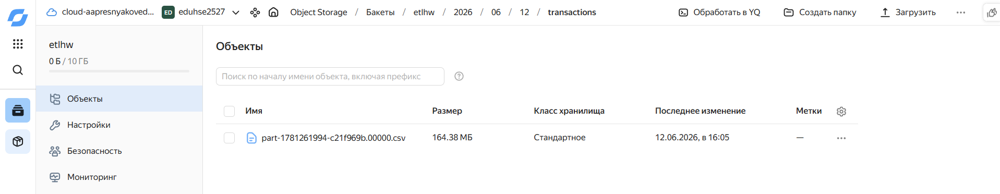 cloud-aapresnyakoved... ED eduhse2527 Object Storage / Бакеты / etlhw / 2026 / 06 / 12 / transactions Обработать в YQ Создать папку Загрузить
etlhw
0 Б / 10 ГБ
Объекты
Настройки
Безопасность
Мониторинг
Объекты
Поиск по началу имени объекта, включая префикс
Имя Размер Класс хранилища Последнее изменение Метки
part-1781261994-c21f969b.00000.csv 164.38 МБ Стандартное 12.06.2026, в 16:05 —